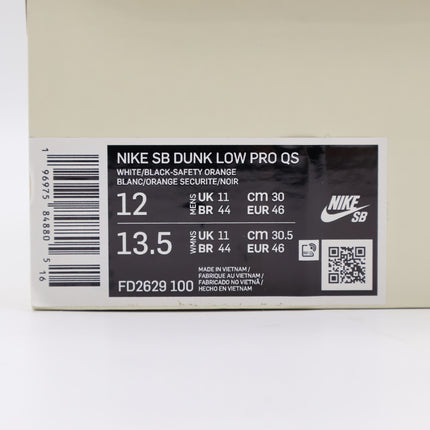 NIKE SB DUNK LOW PRO QS
WHITE/BLACK-SAFETY ORANGE
BLANC/ORANGE SECURITE/NOIR
12 MENS UK 11 cm 30
BR 44 EUR 46
13.5 WMNS UK 11 cm 30.5
BR 44 EUR 46
MADE IN VIETNAM /
FABRIQUE AU VIETNAM /
FABRICADO NO VIETNÃ /
HECHO EN VIETNAM
FD2629 100
NIKE
SB
1 96975 84880 5 16